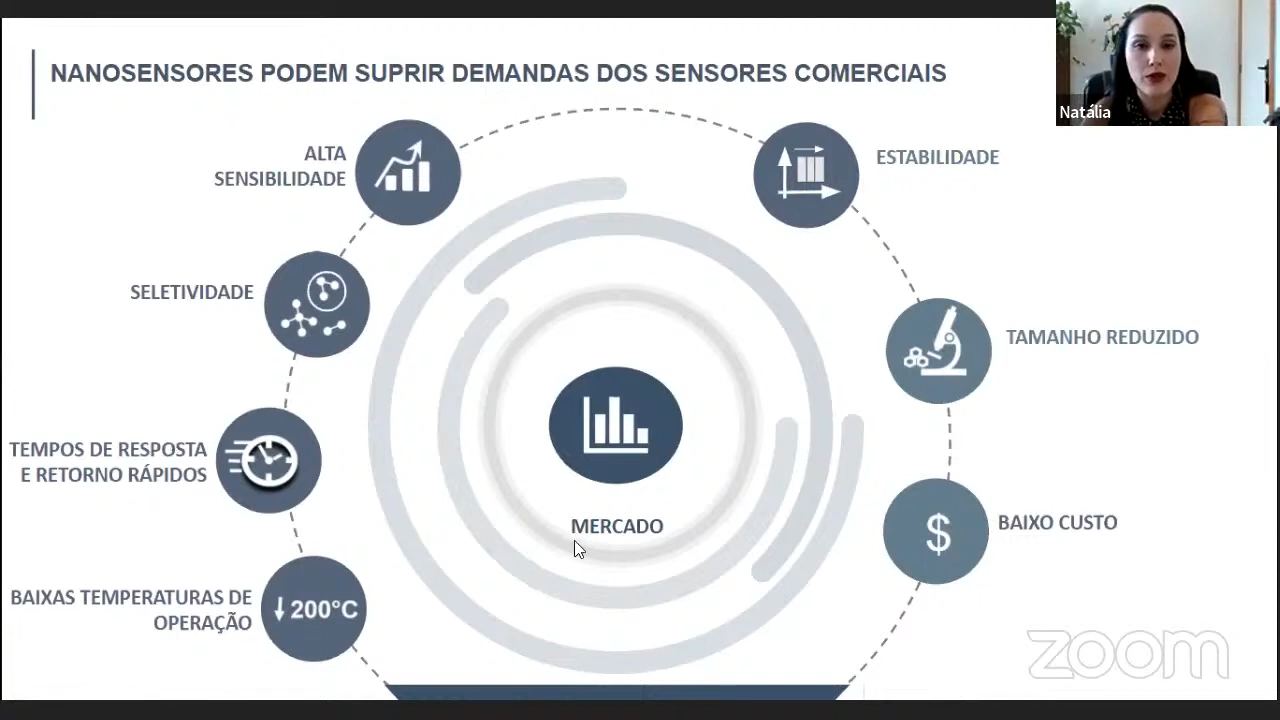 NANOSENSORES PODEM SUPRIR DEMANDAS DOS SENSORES COMERCIAIS
Natália
ALTA
SENSIBILIDADE
ESTABILIDADE
SELETIVIDADE
TAMANHO REDUZIDO
TEMPOS DE RESPOSTA
E RETORNO RÁPIDOS
MERCADO
$
BAIXO CUSTO
BAIXAS TEMPERATURAS DE
OPERAÇÃO
↓ 200°C
zoom